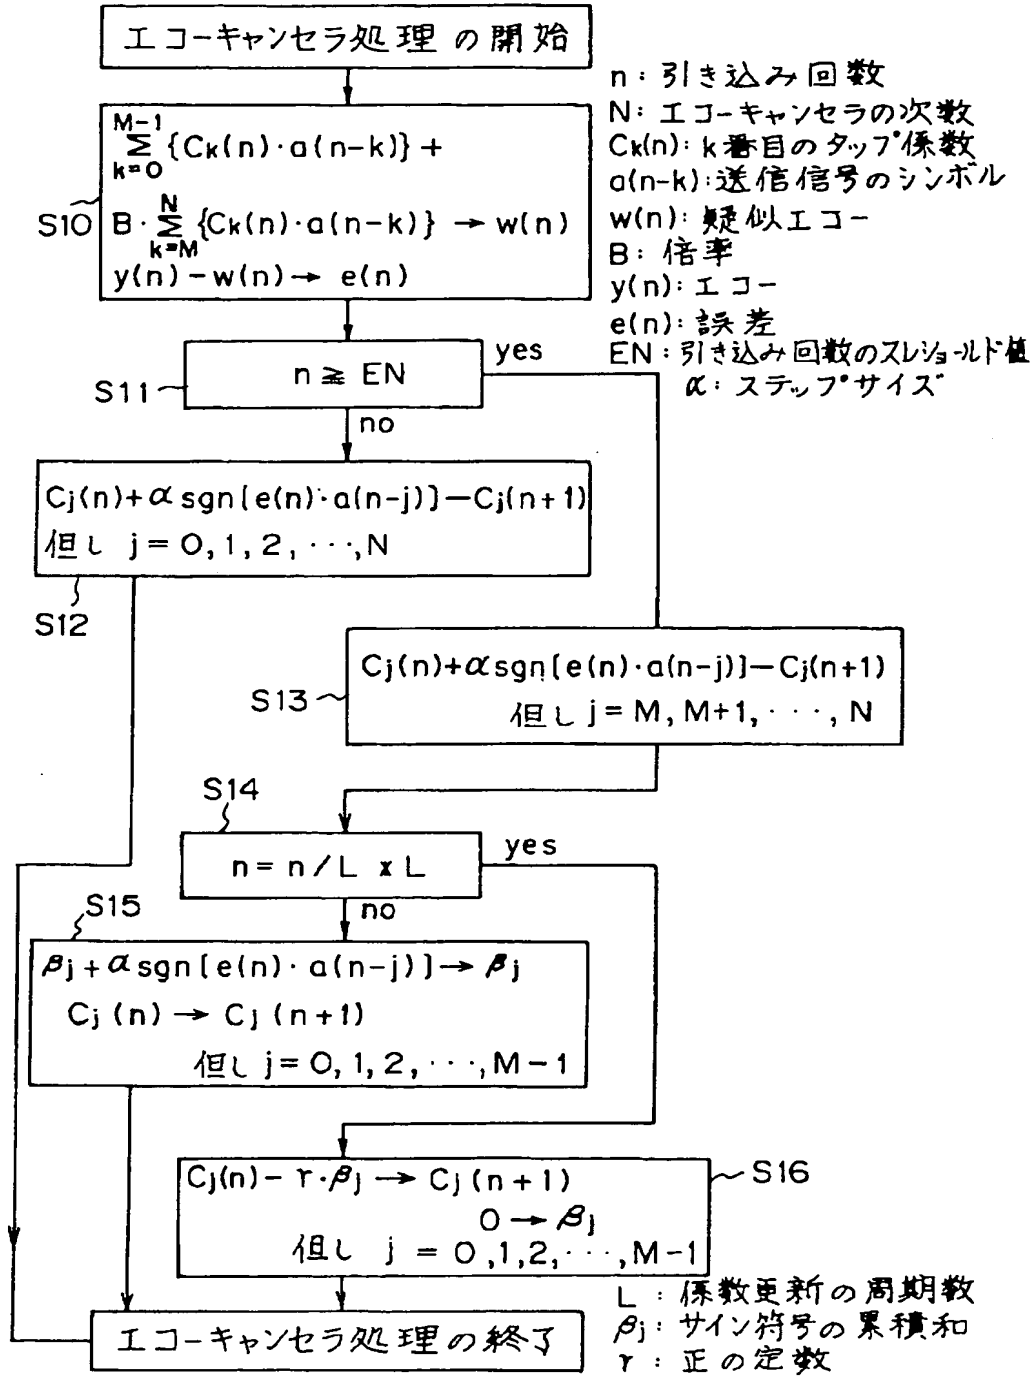 エコーキャンセラ処理の開始
n：引き込み回数
N：エコーキャンセラの次数
Ck(n)：k番目のタップ係数
a(n-k)：送信信号のシンボル
w(n)：疑似エコー
B：倍率
y(n)：エコー
e(n)：誤差
EN：引き込み回数のスレショールド値
α：ステップサイズ
S10
M-1
Σ {Ck(n)・a(n-k)}+
k=0
N
B・Σ {Ck(n)・a(n-k)} → w(n)
k=M
y(n)-w(n)→ e(n)
S11
n ≧ EN
yes
no
Cj(n)+α sgn[e(n)・a(n-j)]—Cj(n+1)
但し j=0,1,2,・・・,N
S12
S13
Cj(n)+α sgn[e(n)・a(n-j)]—Cj(n+1)
但し j=M,M+1,・・・,N
S14
n=n/L x L
yes
no
S15
βj+α sgn[e(n)・a(n-j)]→βj
Cj(n)→Cj(n+1)
但し j=0,1,2,・・・,M-1
S16
Cj(n)-γ・βj→Cj(n+1)
0→βj
但し j=0,1,2,・・・,M-1
エコーキャンセラ処理の終了
L：係数更新の周期数
βj：サイン符号の累積和
γ：正の定数